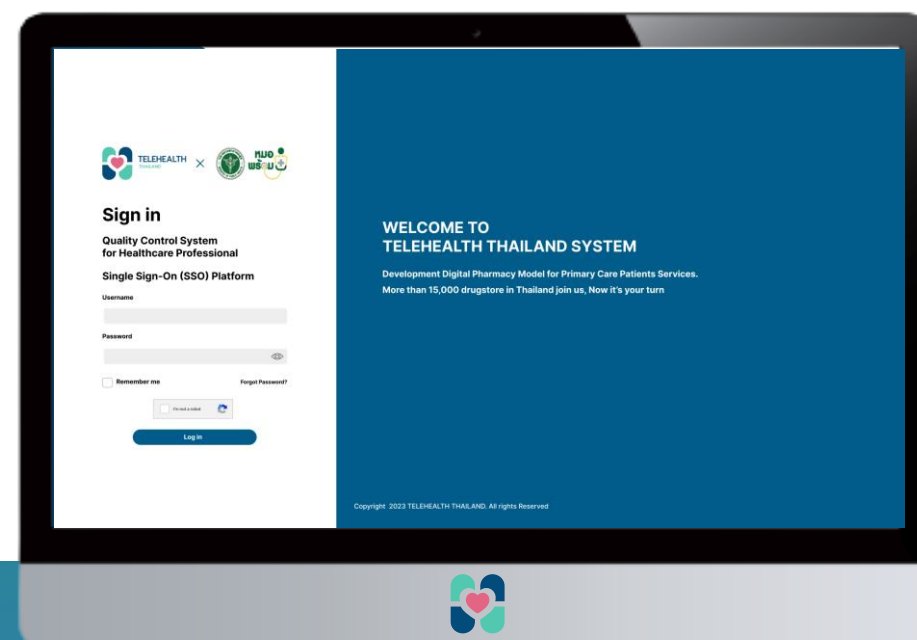 TELEHEALTH
THAILAND
×
หมอ
พร้อม
Sign in
Quality Control System
for Healthcare Professional
Single Sign-On (SSO) Platform
Username
Password
Remember me
Forgot Password?
I'm not a robot
Log in
WELCOME TO
TELEHEALTH THAILAND SYSTEM
Development Digital Pharmacy Model for Primary Care Patients Services.
More than 15,000 drugstore in Thailand join us, Now it's your turn
Copyright 2023 TELEHEALTH THAILAND. All rights Reserved